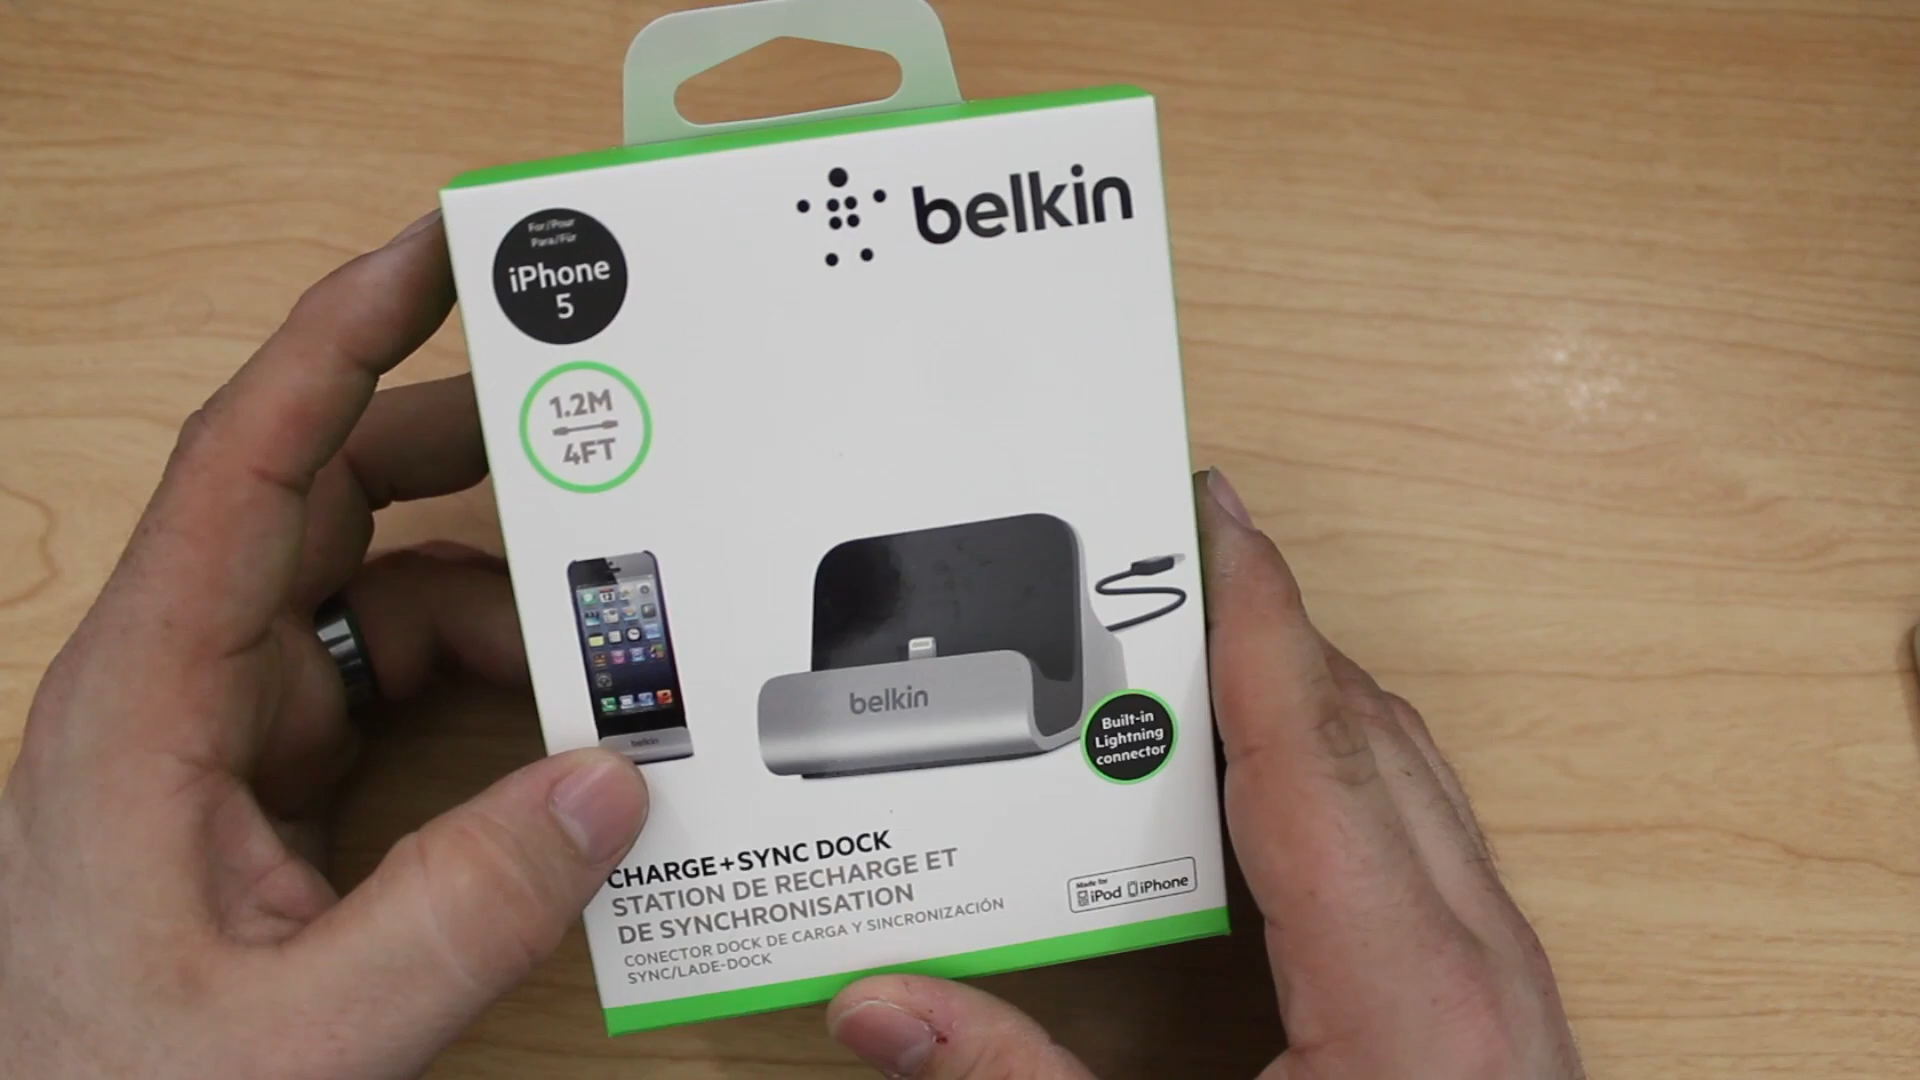 belkin
For/Pour
Para/Für
iPhone
5
1.2M
4FT
belkin
belkin
Built-in
Lightning
connector
CHARGE+SYNC DOCK
STATION DE RECHARGE ET
DE SYNCHRONISATION
CONECTOR DOCK DE CARGA Y SINCRONIZACIÓN
SYNC/LADE-DOCK
Made for
iPod iPhone